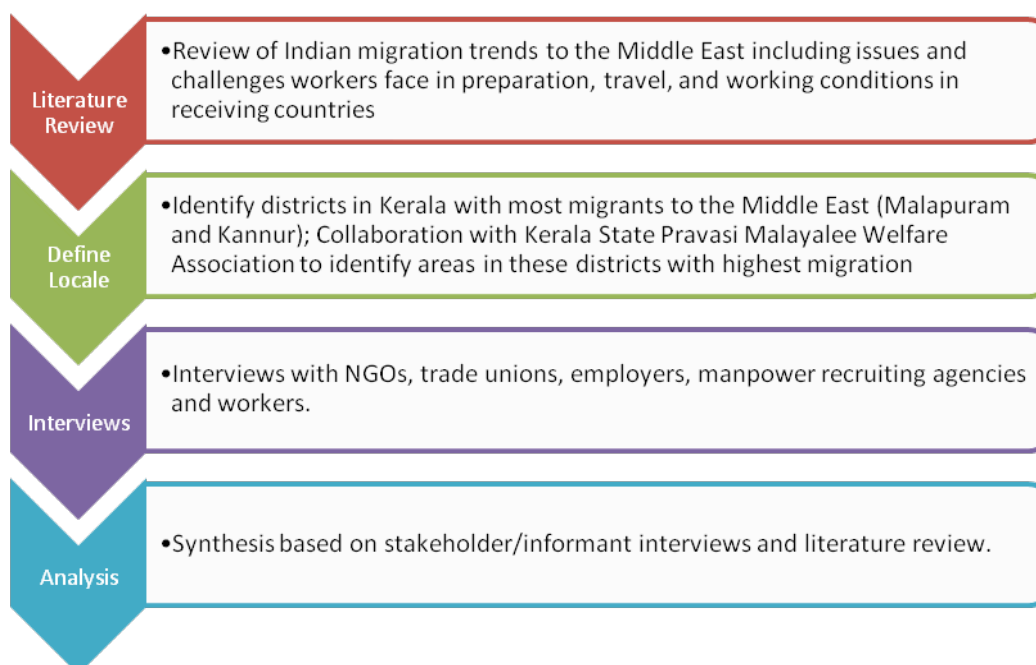 Literature
Review
•Review of Indian migration trends to the Middle East including issues and
challenges workers face in preparation, travel, and working conditions in
receiving countries
Define
Locale
•Identify districts in Kerala with most migrants to the Middle East (Malapuram
and Kannur); Collaboration with Kerala State Pravasi Malayalee Welfare
Association to identify areas in these districts with highest migration
Interviews
•Interviews with NGOs, trade unions, employers, manpower recruiting agencies
and workers.
Analysis
•Synthesis based on stakeholder/informant interviews and literature review.